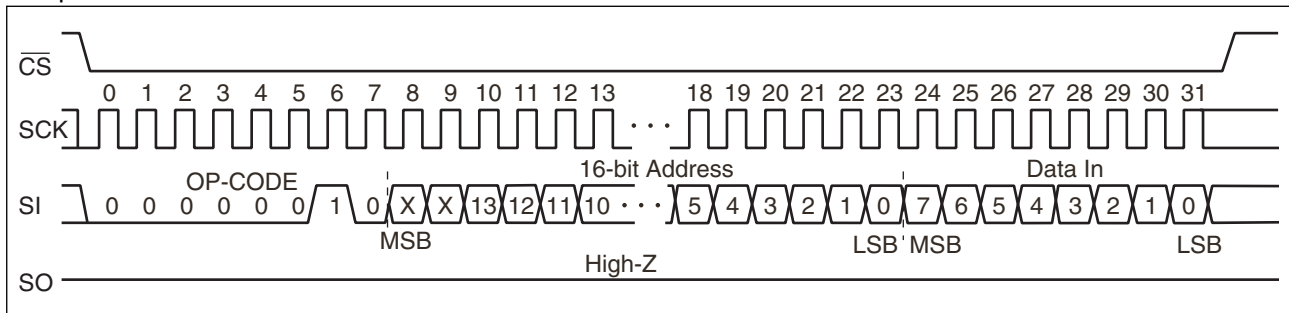 CS
0 1 2 3 4 5 6 7 8 9 10 11 12 13 18 19 20 21 22 23 24 25 26 27 28 29 30 31
SCK
· · ·
OP-CODE 16-bit Address Data In
SI 0 0 0 0 0 0 1 0 X X 13 12 11 10 · · · 5 4 3 2 1 0 7 6 5 4 3 2 1 0
MSB LSB MSB LSB
High-Z
SO